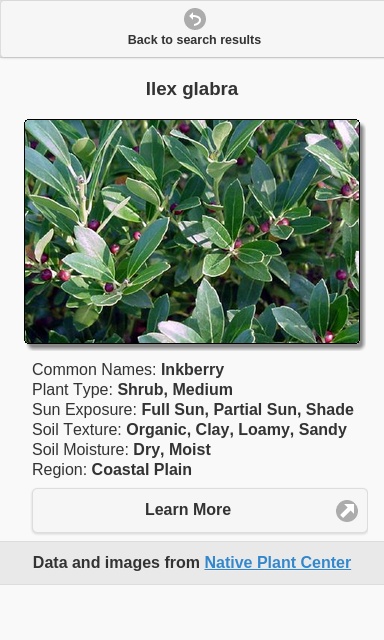 Back to search results
Ilex glabra
Common Names: Inkberry
Plant Type: Shrub, Medium
Sun Exposure: Full Sun, Partial Sun, Shade
Soil Texture: Organic, Clay, Loamy, Sandy
Soil Moisture: Dry, Moist
Region: Coastal Plain
Learn More
Data and images from Native Plant Center